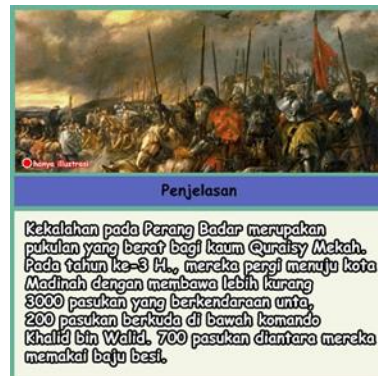 hanya illustrasi
Penjelasan
Kekalahan pada Perang Badar merupakan
pukulan yang berat bagi kaum Quraisy Mekah.
Pada tahun ke-3 H., mereka pergi menuju kota
Madinah dengan membawa lebih kurang
3000 pasukan yang berkendaraan unta,
200 pasukan berkuda di bawah komando
Khalid bin Walid. 700 pasukan diantara mereka
memakai baju besi.